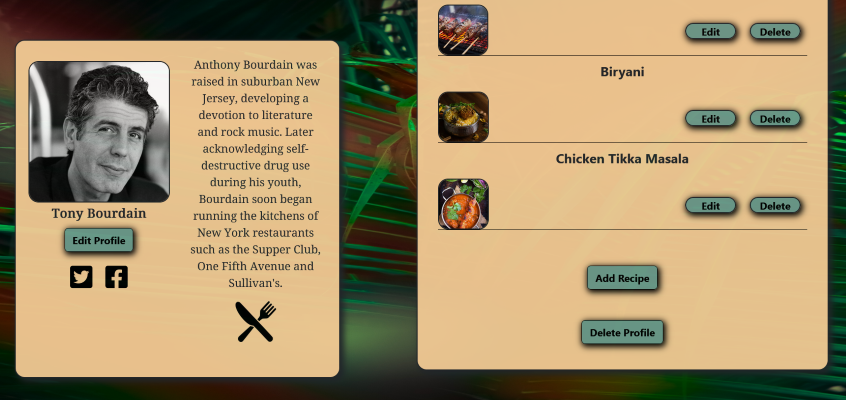 Anthony Bourdain was
raised in suburban New
Jersey, developing a
devotion to literature
and rock music. Later
acknowledging self-
destructive drug use
during his youth,
Bourdain soon began
running the kitchens of
New York restaurants
such as the Supper Club,
One Fifth Avenue and
Sullivan's.
Tony Bourdain
Edit Profile
Edit Delete
Biryani
Edit Delete
Chicken Tikka Masala
Edit Delete
Add Recipe
Delete Profile